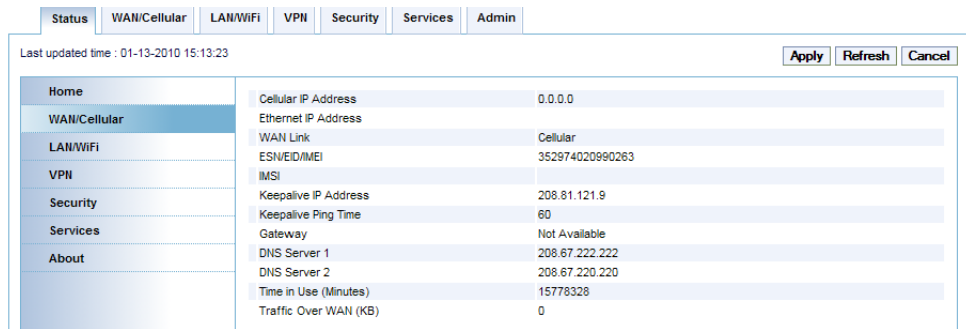 Status WAN/Cellular LAN/WiFi VPN Security Services Admin
Last updated time : 01-13-2010 15:13:23
Apply Refresh Cancel
Home
WAN/Cellular
LAN/WiFi
VPN
Security
Services
About
Cellular IP Address 0.0.0.0
Ethernet IP Address
WAN Link Cellular
ESN/EID/IMEI 352974020990263
IMSI
Keepalive IP Address 208.81.121.9
Keepalive Ping Time 60
Gateway Not Available
DNS Server 1 208.67.222.222
DNS Server 2 208.67.220.220
Time in Use (Minutes) 15778328
Traffic Over WAN (KB) 0